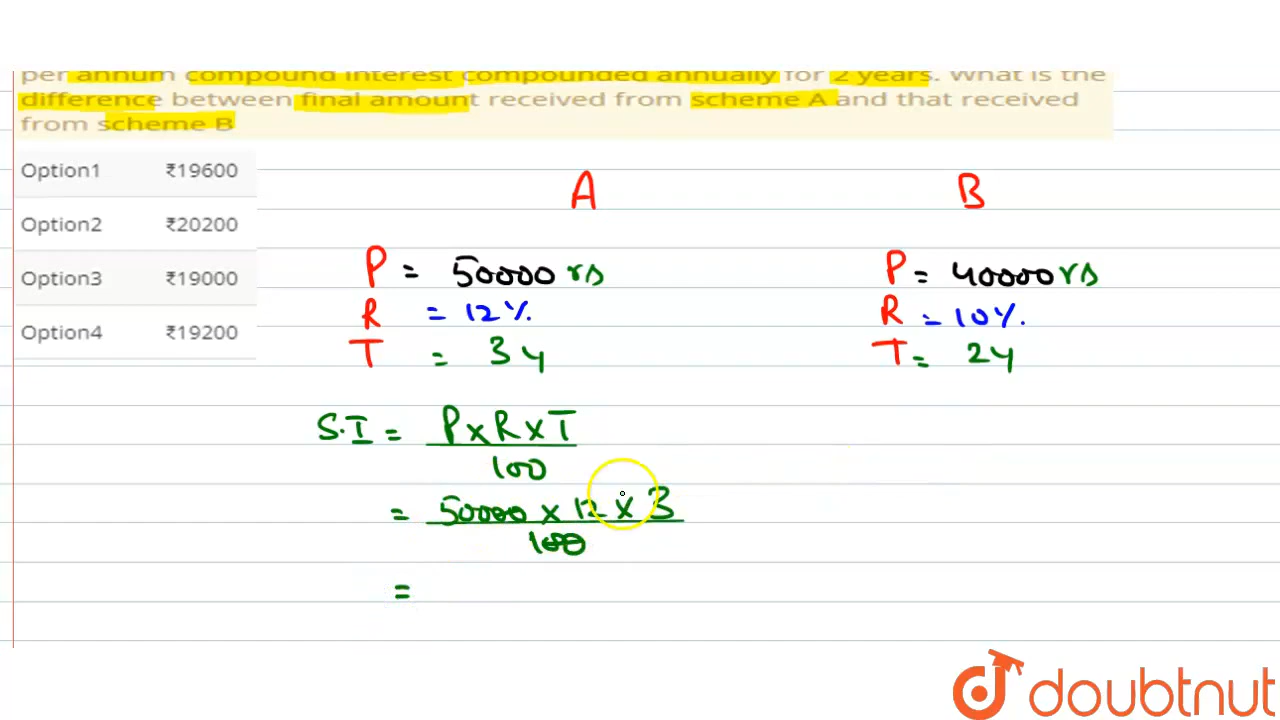 per annum compound interest compounded annually for 2 years. What is the
difference between final amount received from scheme A and that received
from scheme B
Option1 ₹19600
Option2 ₹20200
Option3 ₹19000
Option4 ₹19200
A
P = 50000 rs
R = 12%.
T = 3y
B
P = 40000 rs
R = 10%.
T = 2y
S.I = P×R×T
100
= 50000 × 12 × 3
100
=
doubtnut